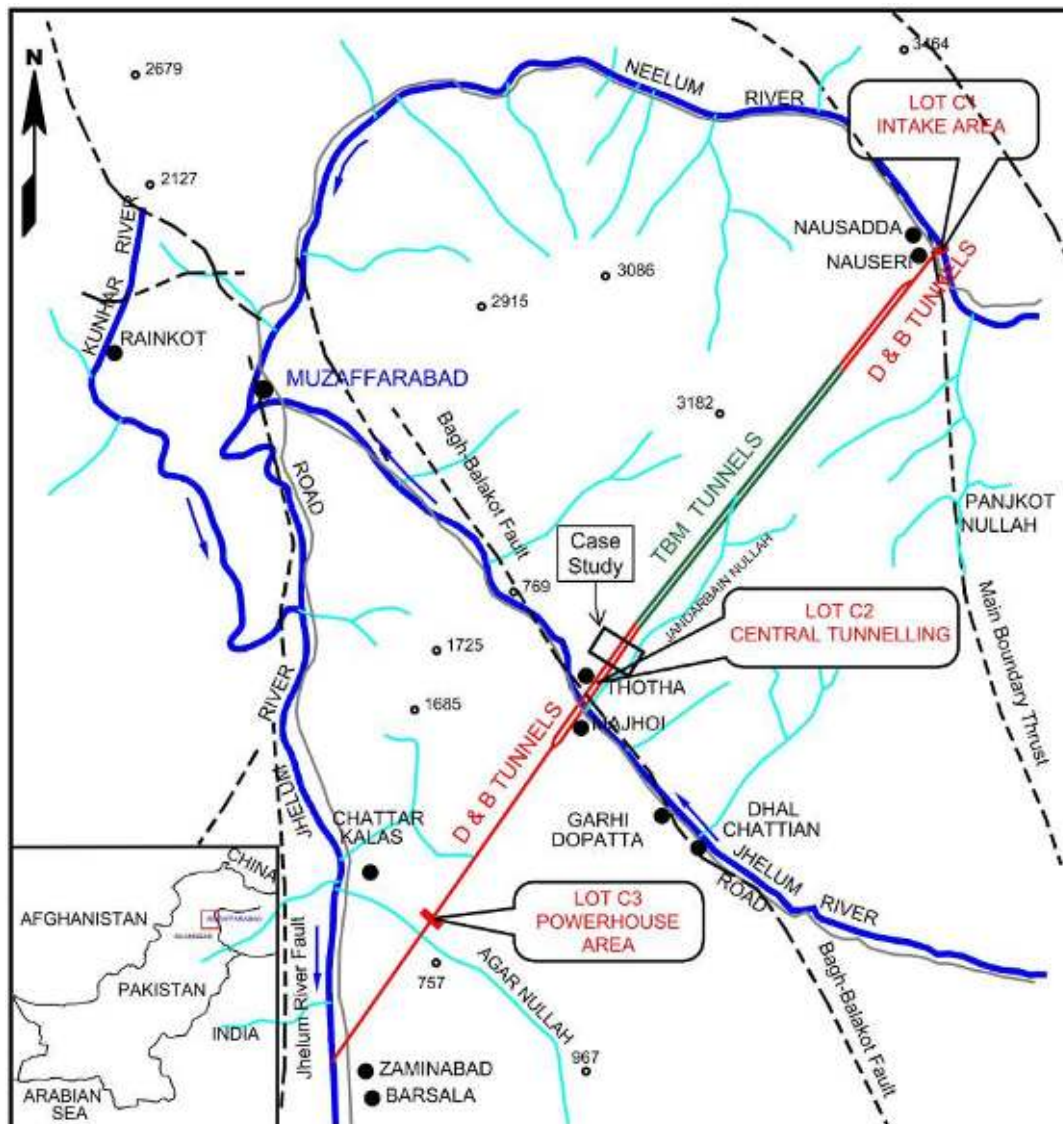 3464
N
2679
NEELUM
RIVER
LOT C1
INTAKE AREA
2127
NAUSADDA
NAUSERI
KUNHAR RIVER
3086
2915
D & B TUNNELS
RAINKOT
MUZAFFARABAD
3182
Bagh-Balakot Fault
TBM TUNNELS
ROAD
PANJKOT
NULLAH
Case
Study
JANDARBAIN NULLAH
769
LOT C2
CENTRAL TUNNELLING
1725
THOTHA
1685
MAJHOI
Main Boundary Thrust
RIVER
JHELUM
D & B TUNNELS
CHATTAR
KALAS
GARHI
DOPATTA
DHAL
CHATTIAN
JHELUM
RIVER
ROAD
CHINA
AFGHANISTAN
MUZAFFARABAD
LOT C3
POWERHOUSE
AREA
PAKISTAN
757
AGAR NULLAH
Bagh-Balakot Fault
INDIA
Jhelum River Fault
967
ZAMINABAD
BARSALA
ARABIAN
SEA